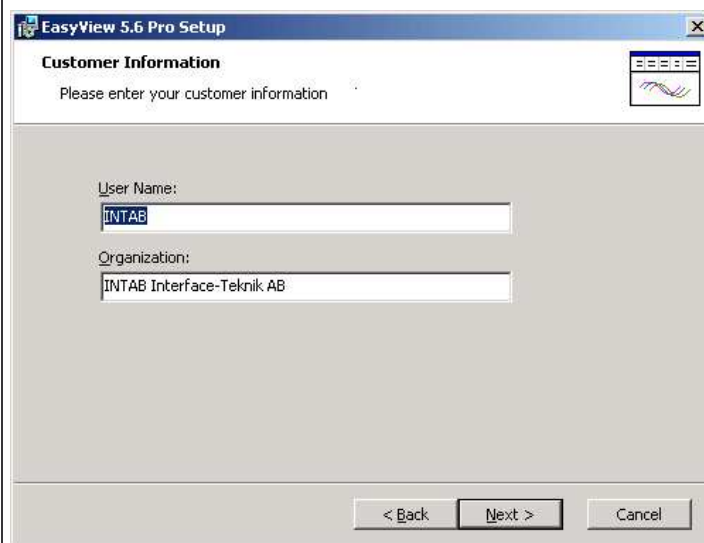 EasyView 5.6 Pro Setup
Customer Information
Please enter your customer information
User Name:
INTAB
Organization:
INTAB Interface-Teknik AB
< Back
Next >
Cancel